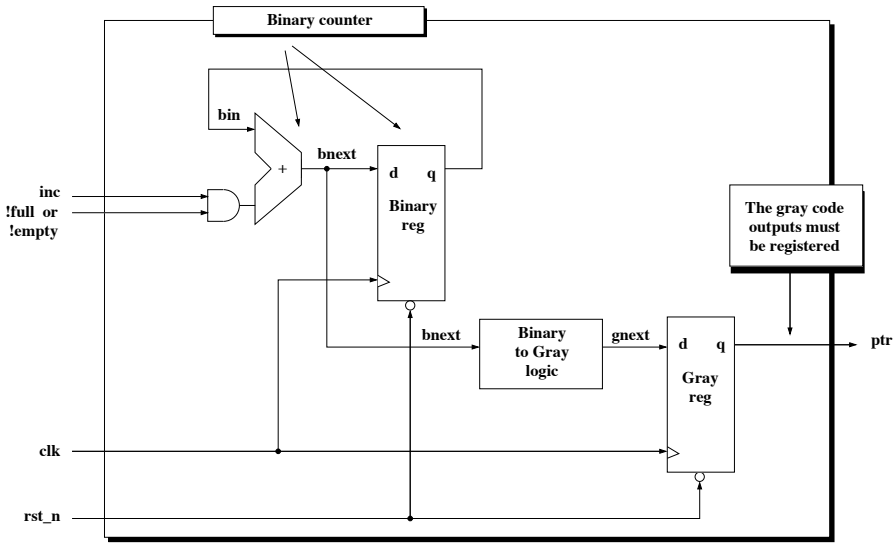 Binary counter
bin
+
bnext
d q
Binary
reg
inc
!full or
!empty
The gray code
outputs must
be registered
bnext
Binary
to Gray
logic
gnext
d q
Gray
reg
ptr
clk
rst_n